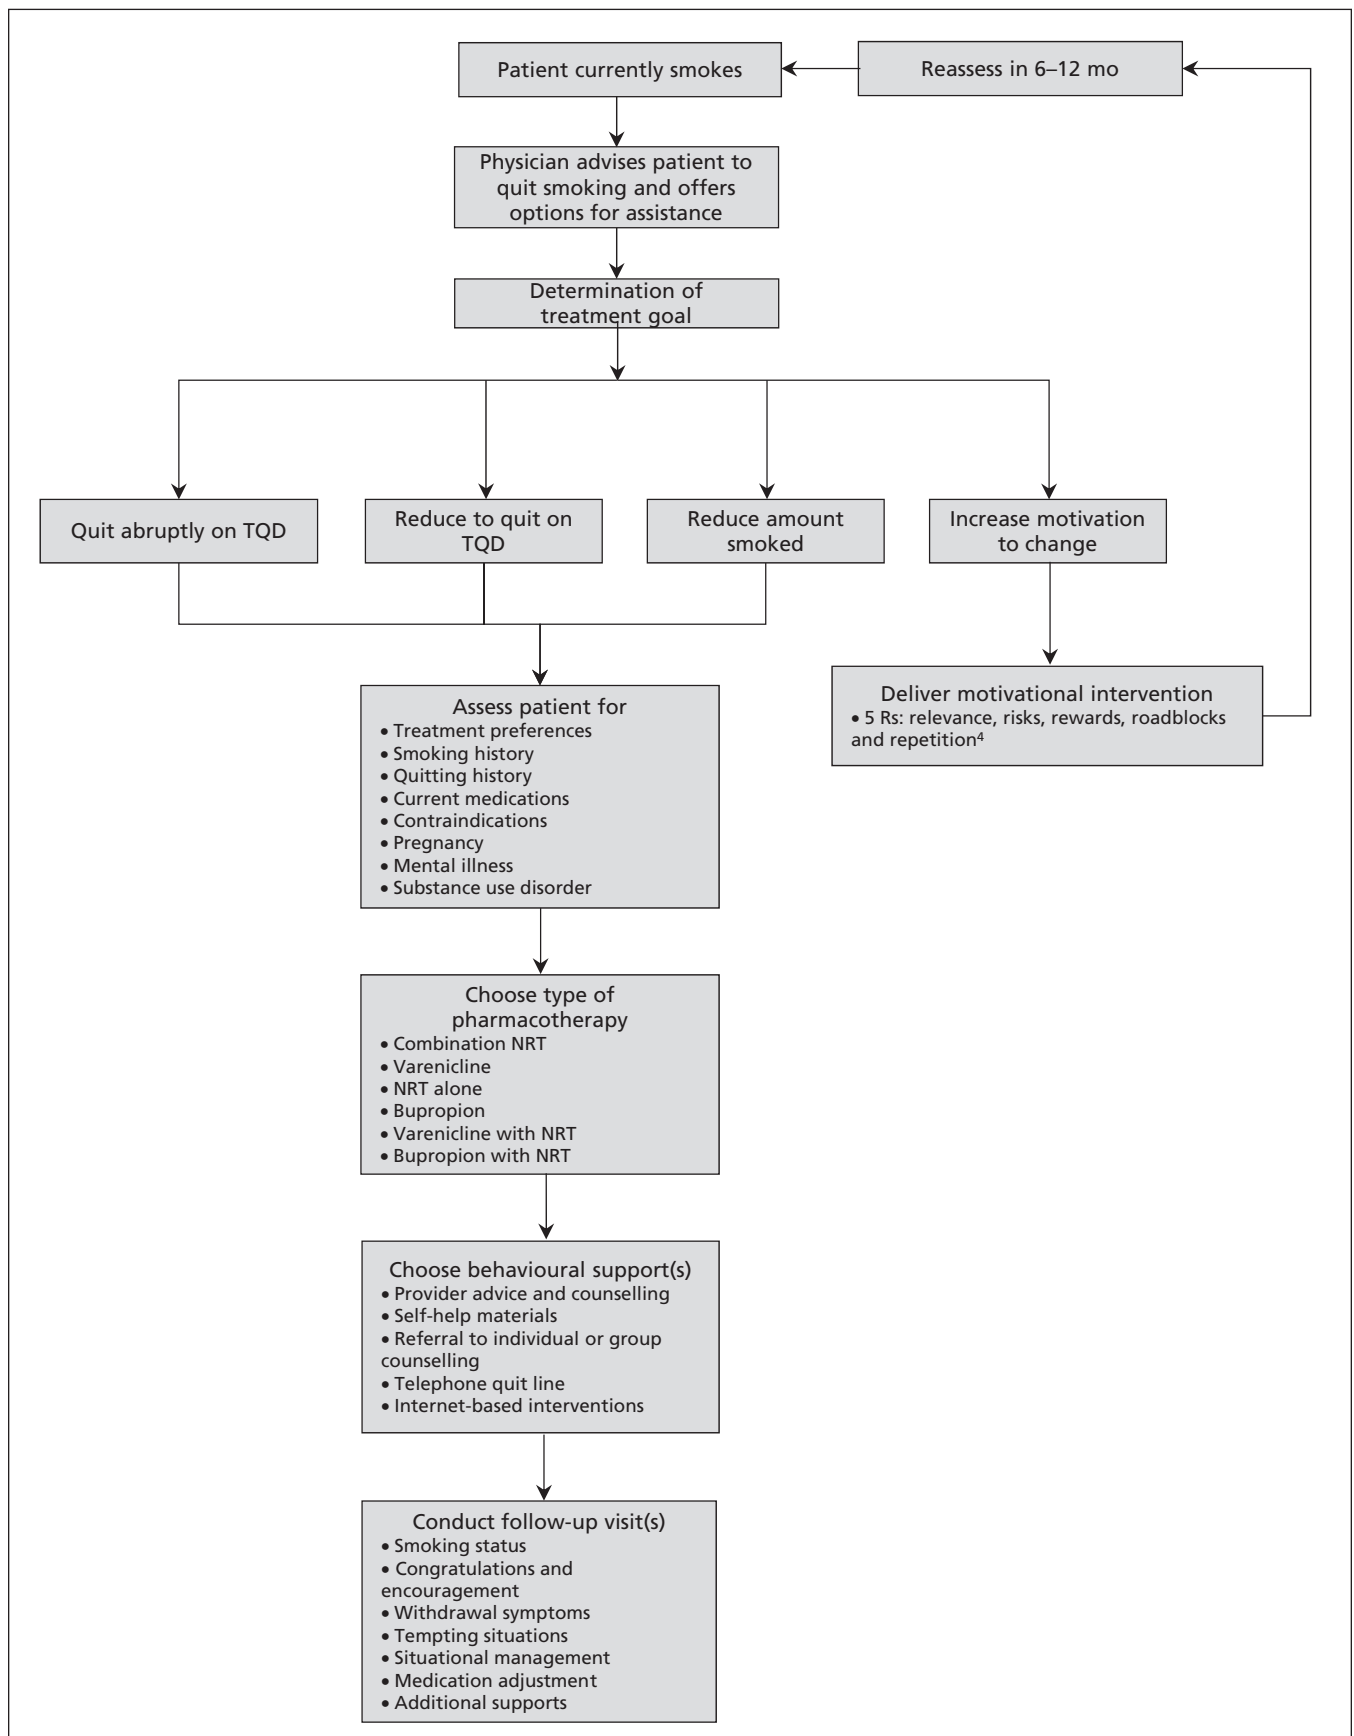 Patient currently smokes
Reassess in 6–12 mo
Physician advises patient to
quit smoking and offers
options for assistance
Determination of
treatment goal
Quit abruptly on TQD
Reduce to quit on
TQD
Reduce amount
smoked
Increase motivation
to change
Deliver motivational intervention
• 5 Rs: relevance, risks, rewards, roadblocks
and repetition⁴
Assess patient for
• Treatment preferences
• Smoking history
• Quitting history
• Current medications
• Contraindications
• Pregnancy
• Mental illness
• Substance use disorder
Choose type of
pharmacotherapy
• Combination NRT
• Varenicline
• NRT alone
• Bupropion
• Varenicline with NRT
• Bupropion with NRT
Choose behavioural support(s)
• Provider advice and counselling
• Self-help materials
• Referral to individual or group
counselling
• Telephone quit line
• Internet-based interventions
Conduct follow-up visit(s)
• Smoking status
• Congratulations and
encouragement
• Withdrawal symptoms
• Tempting situations
• Situational management
• Medication adjustment
• Additional supports